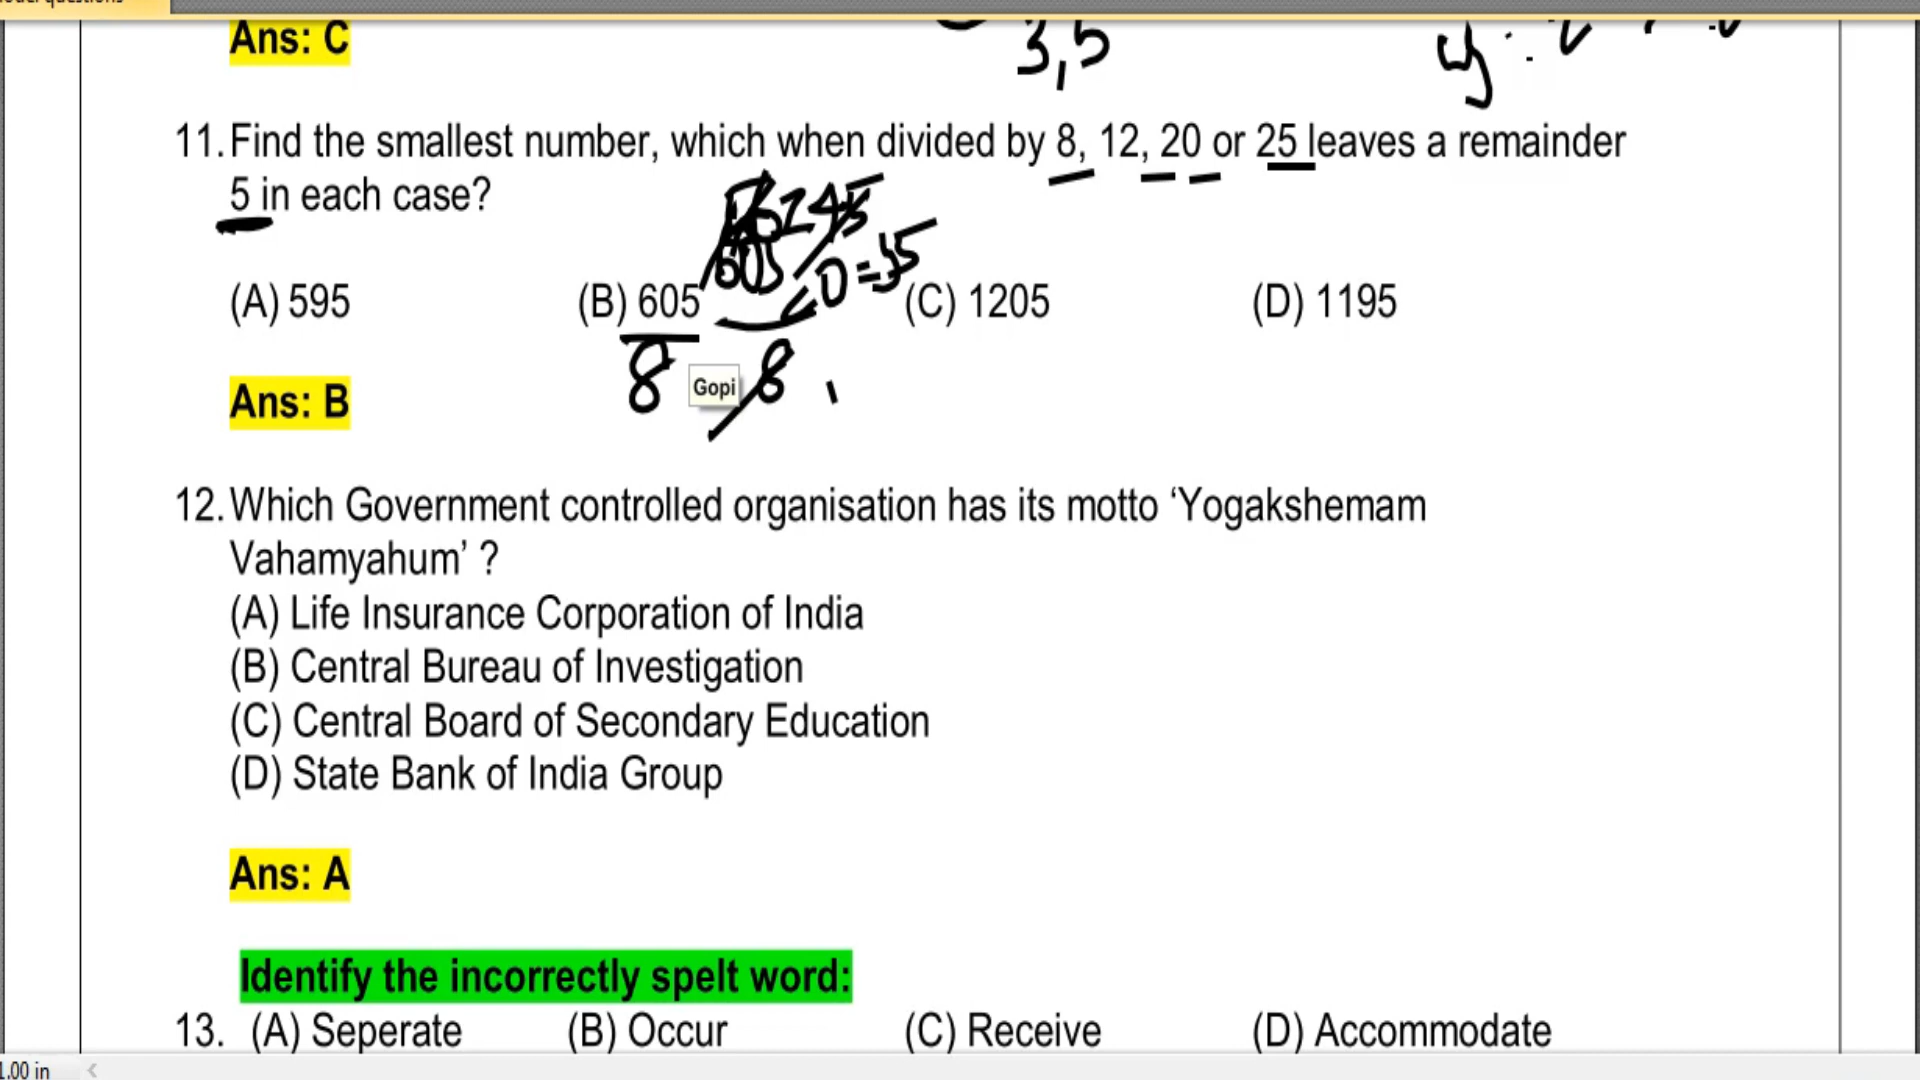 Ans: C
3,5
11. Find the smallest number, which when divided by 8, 12, 20 or 25 leaves a remainder
5 in each case?
605
(A) 595 (B) 605 (C) 1205 (D) 1195
8 8
Gopi
Ans: B
12. Which Government controlled organisation has its motto ‘Yogakshemam
Vahamyahum’ ?
(A) Life Insurance Corporation of India
(B) Central Bureau of Investigation
(C) Central Board of Secondary Education
(D) State Bank of India Group
Ans: A
Identify the incorrectly spelt word:
13. (A) Seperate (B) Occur (C) Receive (D) Accommodate
1.00 in